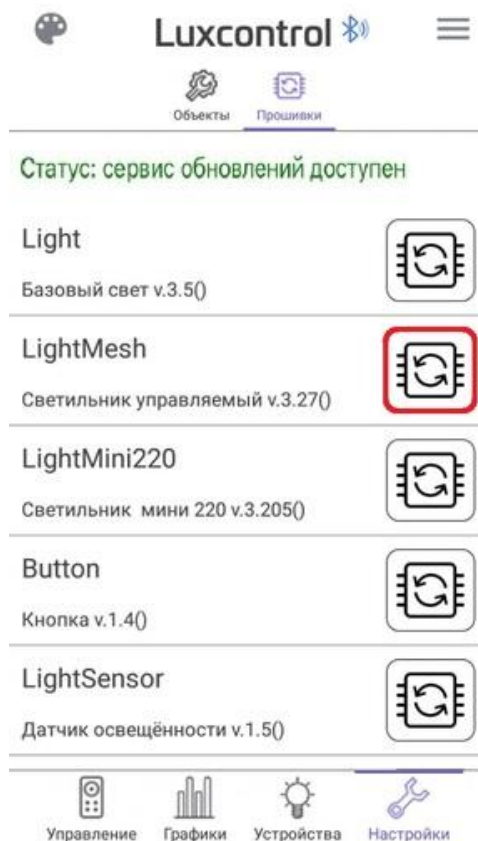 Luxcontrol
Объекты Прошивки
Статус: сервис обновлений доступен
Light
Базовый свет v.3.5()
LightMesh
Светильник управляемый v.3.27()
LightMini220
Светильник мини 220 v.3.205()
Button
Кнопка v.1.4()
LightSensor
Датчик освещённости v.1.5()
Управление Графики Устройства Настройки